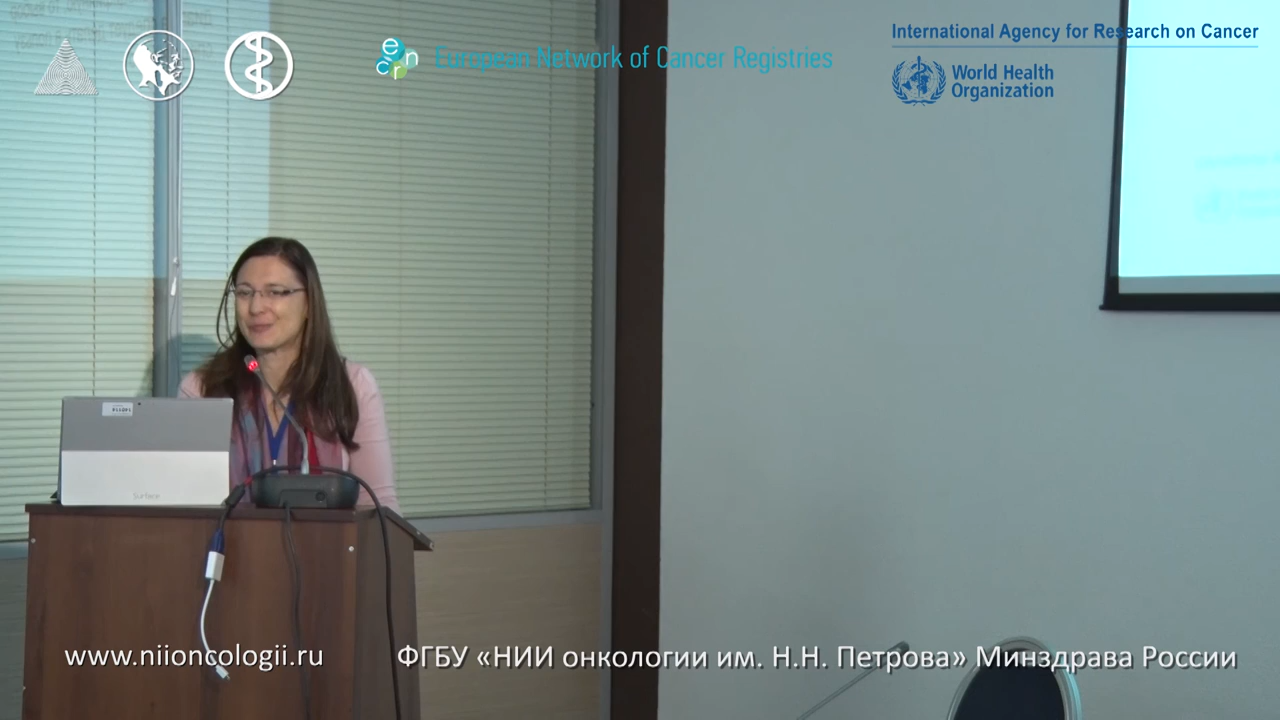 European Network of Cancer Registries
International Agency for Research on Cancer
World Health
Organization
Surface
www.niioncologii.ru
ФГБУ «НИИ онкологии им. Н.Н. Петрова» Минздрава России